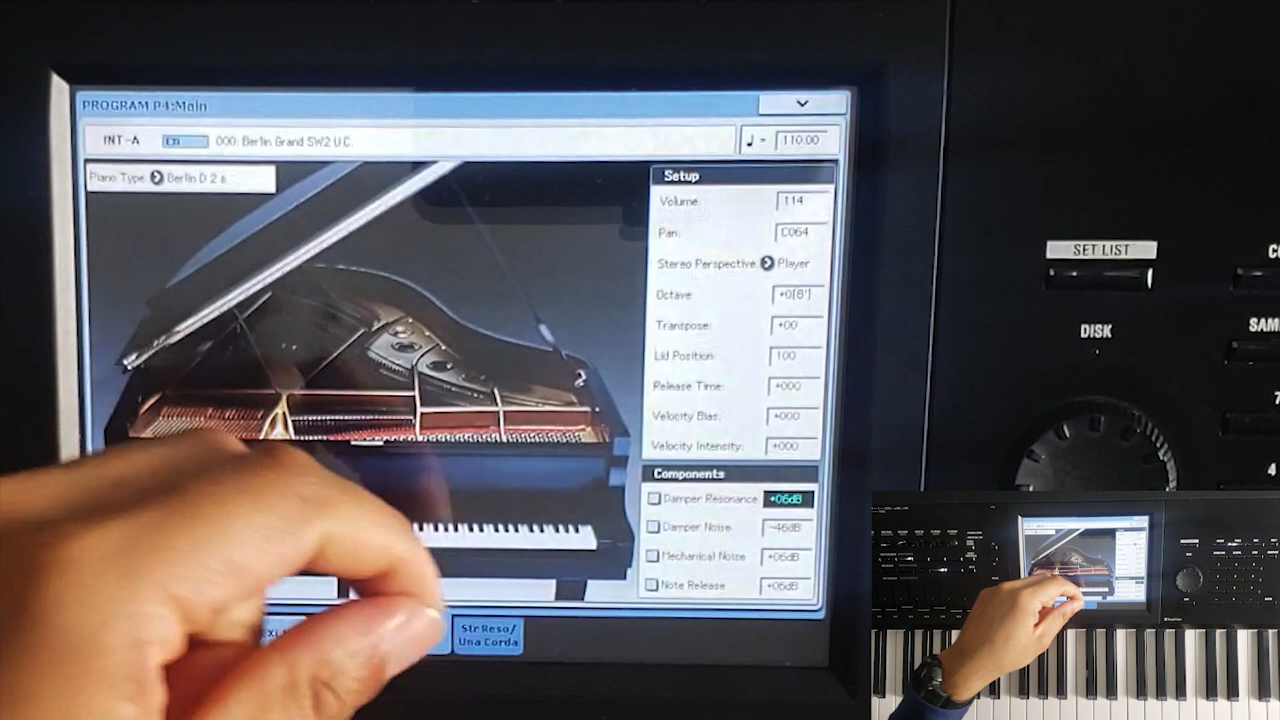 PROGRAM P4:Main
INT-A EXi 000: Berlin Grand SW2 U.C. ♩ = 110.00
Piano Type Berlin D 2 s
Setup
Volume: 114
Pan: C064
Stereo Perspective Player
Octave: +0[8']
Transpose: +00
Lid Position: 100
Release Time: +000
Velocity Bias: +000
Velocity Intensity: +000
Components
Damper Resonance +06dB
Damper Noise -46dB
Mechanical Noise +06dB
Note Release +06dB
Str.Reso/
Una Corda
SET LIST
DISK